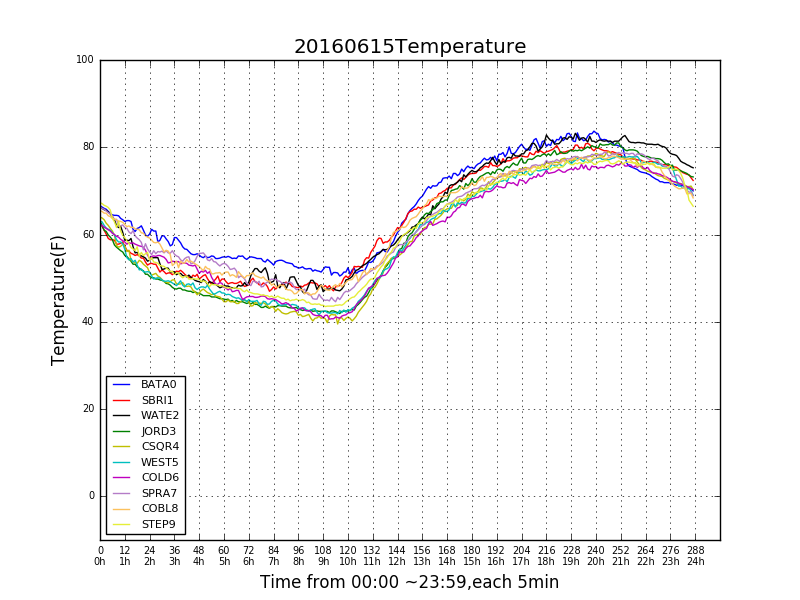 20160615Temperature
100
80
60
40
20
0
Temperature(F)
BATA0
SBRI1
WATE2
JORD3
CSQR4
WEST5
COLD6
SPRA7
COBL8
STEP9
0 12 24 36 48 60 72 84 96 108 120 132 144 156 168 180 192 204 216 228 240 252 264 276 288
0h 1h 2h 3h 4h 5h 6h 7h 8h 9h 10h 11h 12h 13h 14h 15h 16h 17h 18h 19h 20h 21h 22h 23h 24h
Time from 00:00 ~23:59,each 5min